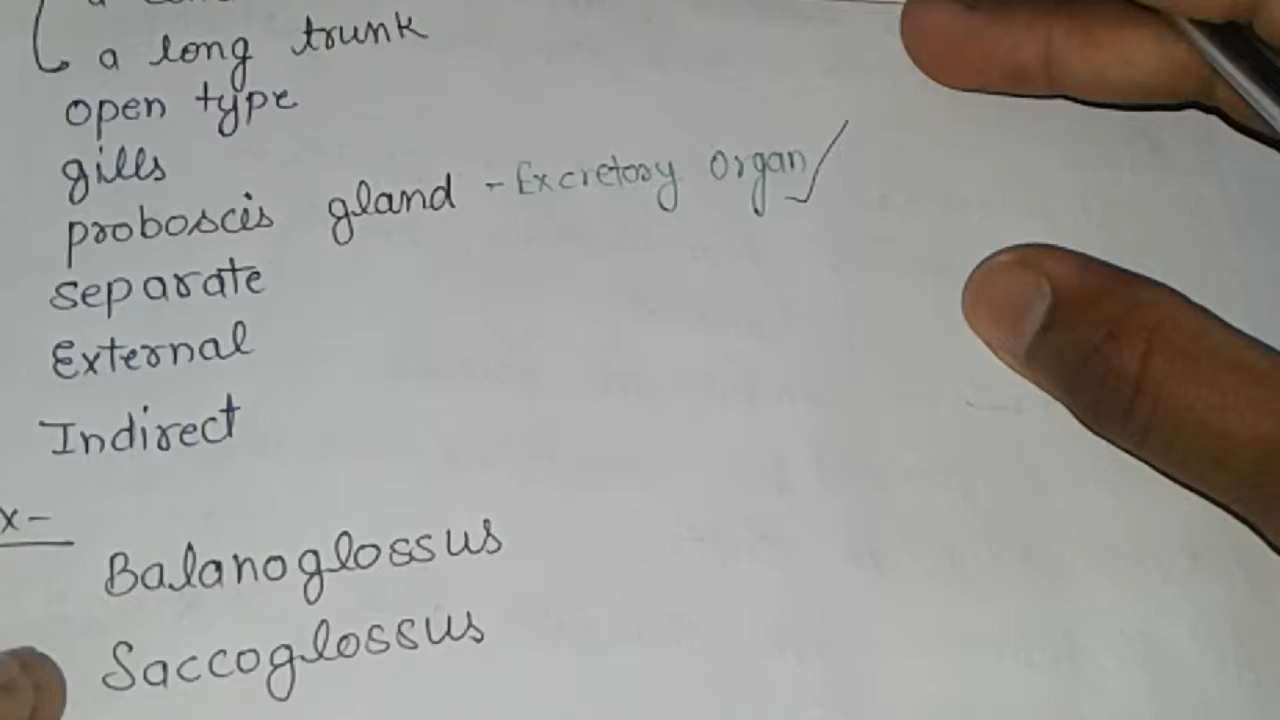 a long trunk
open type
gills
proboscis gland - Excretory organ
separate
External
Indirect
x-
Balanoglossus
Saccoglossus